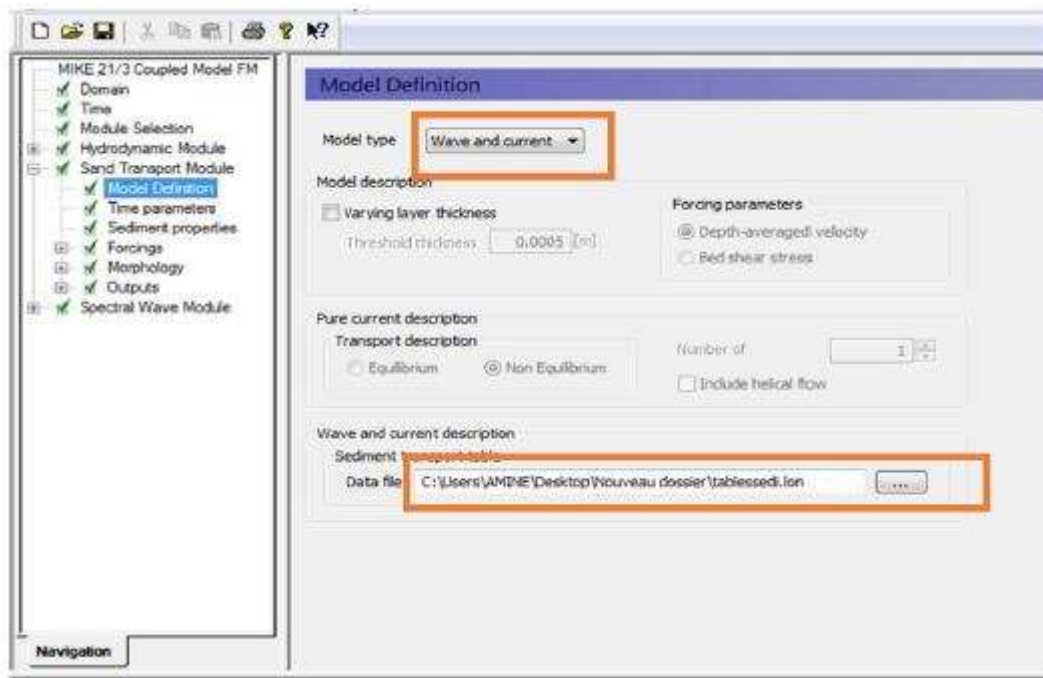 MIKE 21/3 Coupled Model FM
Domain
Time
Module Selection
Hydrodynamic Module
Sand Transport Module
Model Definition
Time parameters
Sediment properties
Forcings
Morphology
Outputs
Spectral Wave Module
Navigation
Model Definition
Model type Wave and current
Model description
Varying layer thickness
Threshold thickness 0.0005 [m]
Forcing parameters
Depth-averaged velocity
Bed shear stress
Pure current description
Transport description
Equilibrium Non Equilibrium
Number of 1
Include helical flow
Wave and current description
Sediment transport table
Data file C:\Users\AMINE\Desktop\Nouveau dossier\tablessedi.lon